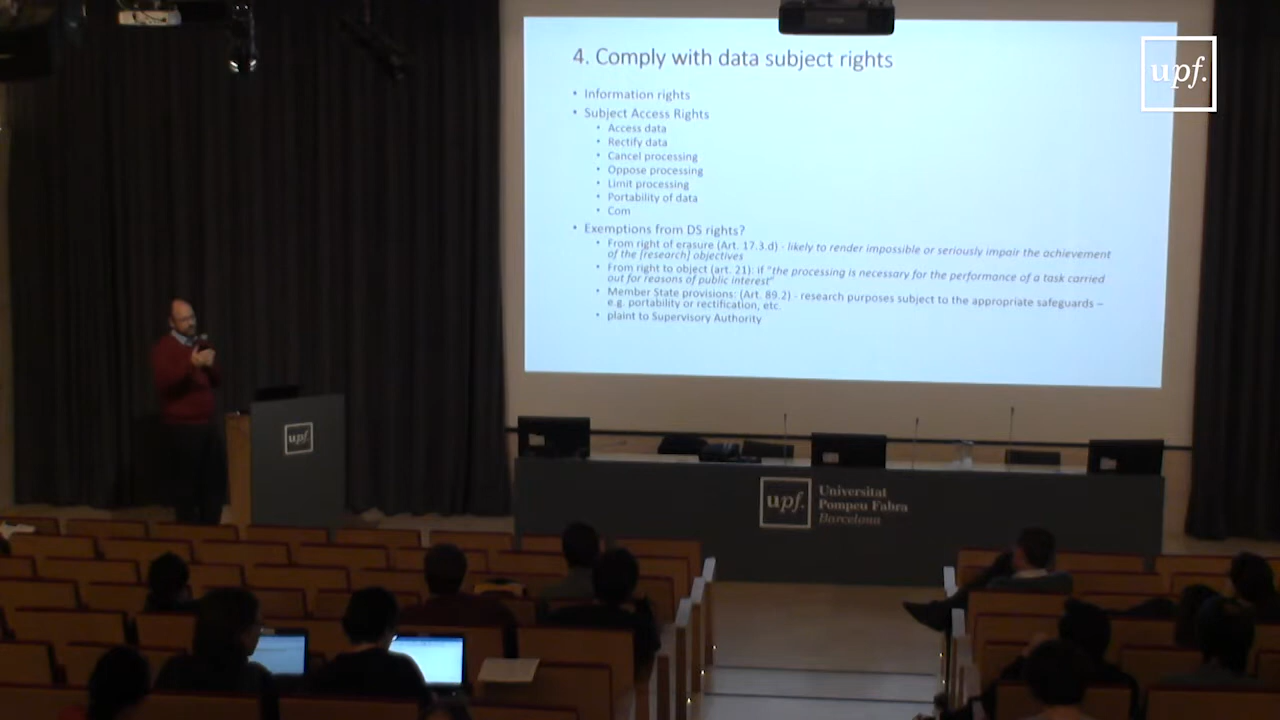 4. Comply with data subject rights
upf.
• Information rights
• Subject Access Rights
• Access data
• Rectify data
• Cancel processing
• Oppose processing
• Limit processing
• Portability of data
• Com
• Exemptions from DS rights?
• From right of erasure (Art. 17.3.d) - likely to render impossible or seriously impair the achievement
of the [research] objectives
• From right to object (art. 21): if "the processing is necessary for the performance of a task carried
out for reasons of public interest"
• Member State provisions: (Art. 89.2) - research purposes subject to the appropriate safeguards –
e.g. portability or rectification, etc.
• plaint to Supervisory Authority
upf.
upf.
Universitat
Pompeu Fabra
Barcelona